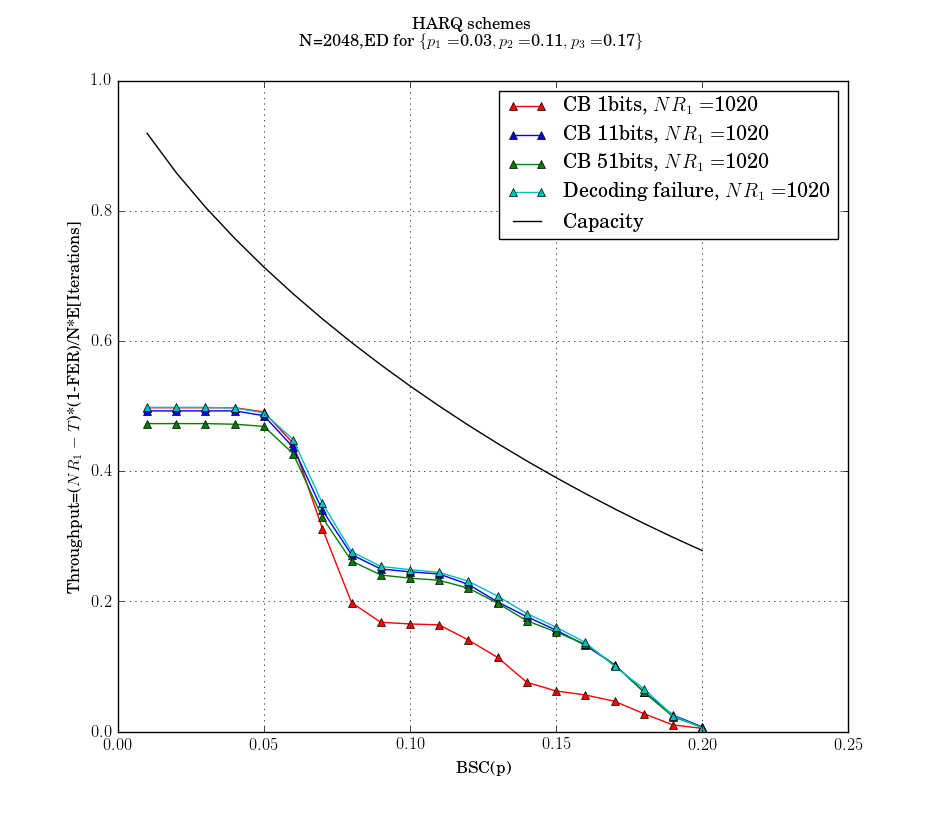 HARQ schemes
N=2048,ED for {p₁ =0.03, p₂ =0.11, p₃ =0.17}
CB 1bits, NR₁ =1020
CB 11bits, NR₁ =1020
CB 51bits, NR₁ =1020
Decoding failure, NR₁ =1020
Capacity
Throughput=(NR₁ − T)*(1-FER)/N*E[Iterations]
1.0
0.8
0.6
0.4
0.2
0.0
0.00 0.05 0.10 0.15 0.20 0.25
BSC(p)